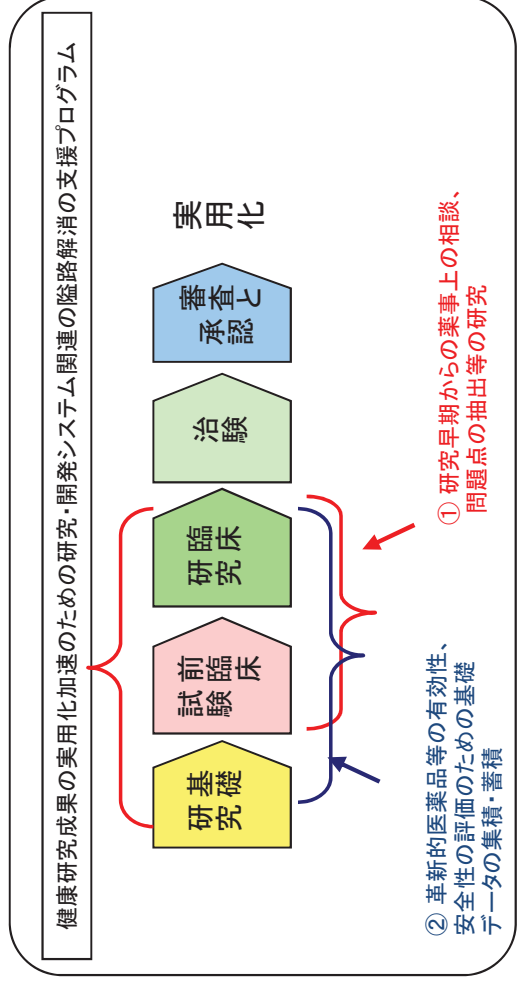 健康研究成果の実用化加速のための研究・開発システム関連の隘路解消の支援プログラム
基礎
研究
前臨床
試験
臨床
研究
治験
審査と
承認
実用化
① 研究早期からの薬事上の相談、
問題点の抽出等の研究
② 革新的医薬品等の有効性、
安全性の評価のための基礎
データの集積・蓄積